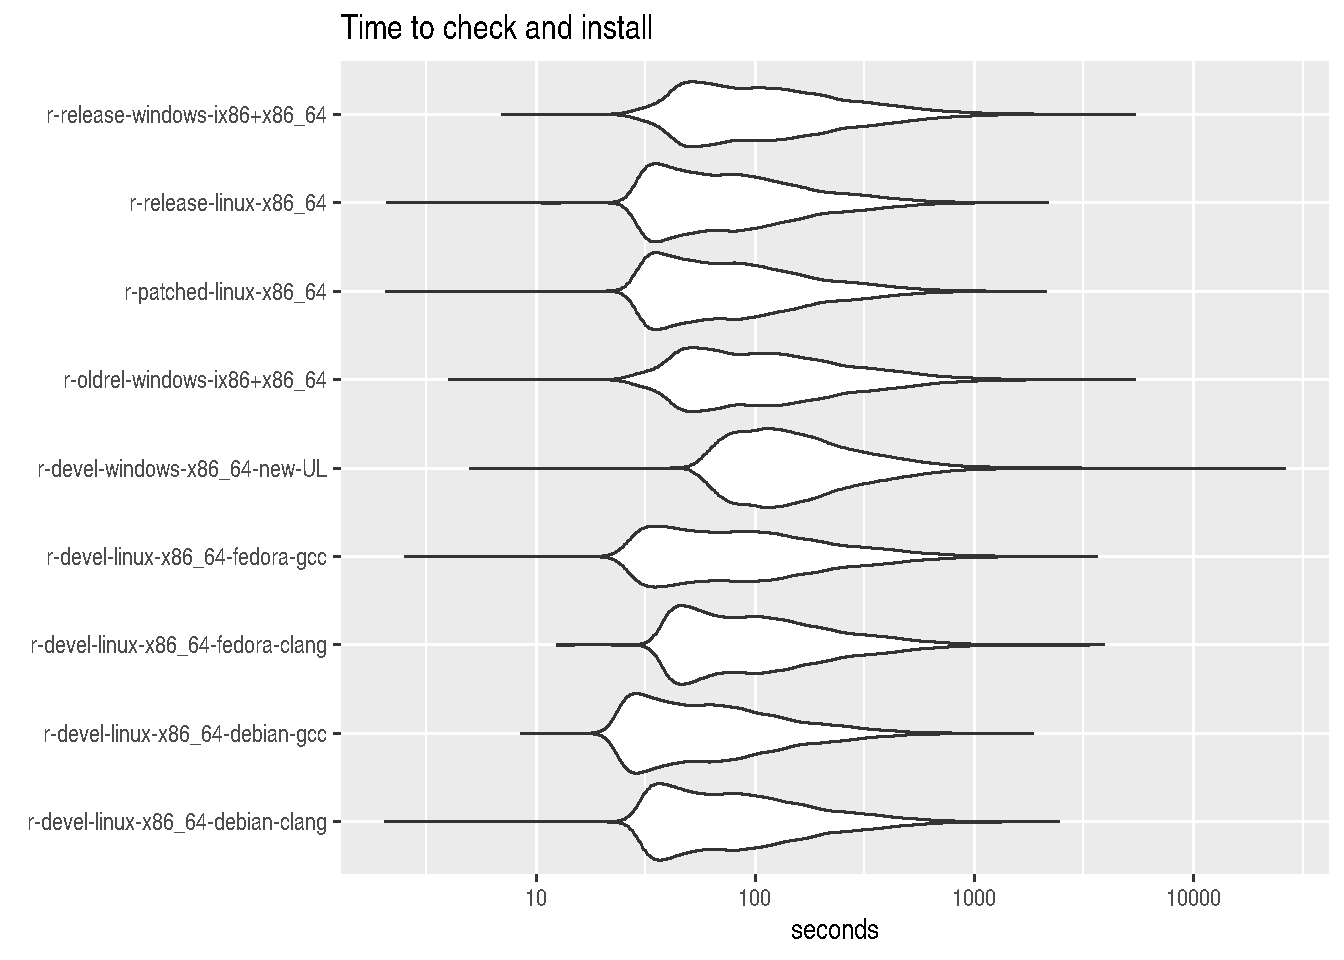 Time to check and install
r-release-windows-ix86+x86_64
r-release-linux-x86_64
r-patched-linux-x86_64
r-oldrel-windows-ix86+x86_64
r-devel-windows-x86_64-new-UL
r-devel-linux-x86_64-fedora-gcc
r-devel-linux-x86_64-fedora-clang
r-devel-linux-x86_64-debian-gcc
r-devel-linux-x86_64-debian-clang
10 100 1000 10000
seconds